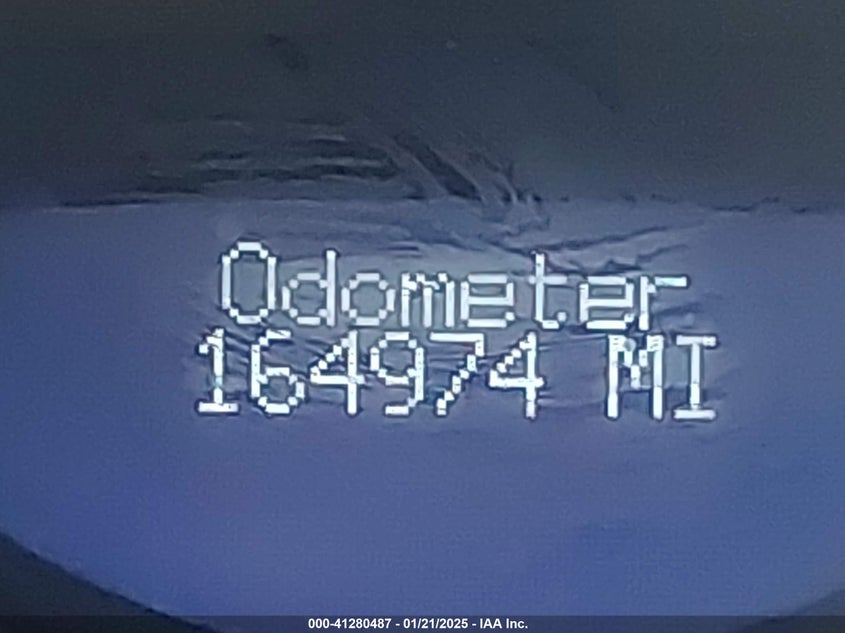 Odometer
164974 MI
000-41280487 - 01/21/2025 - IAA Inc.